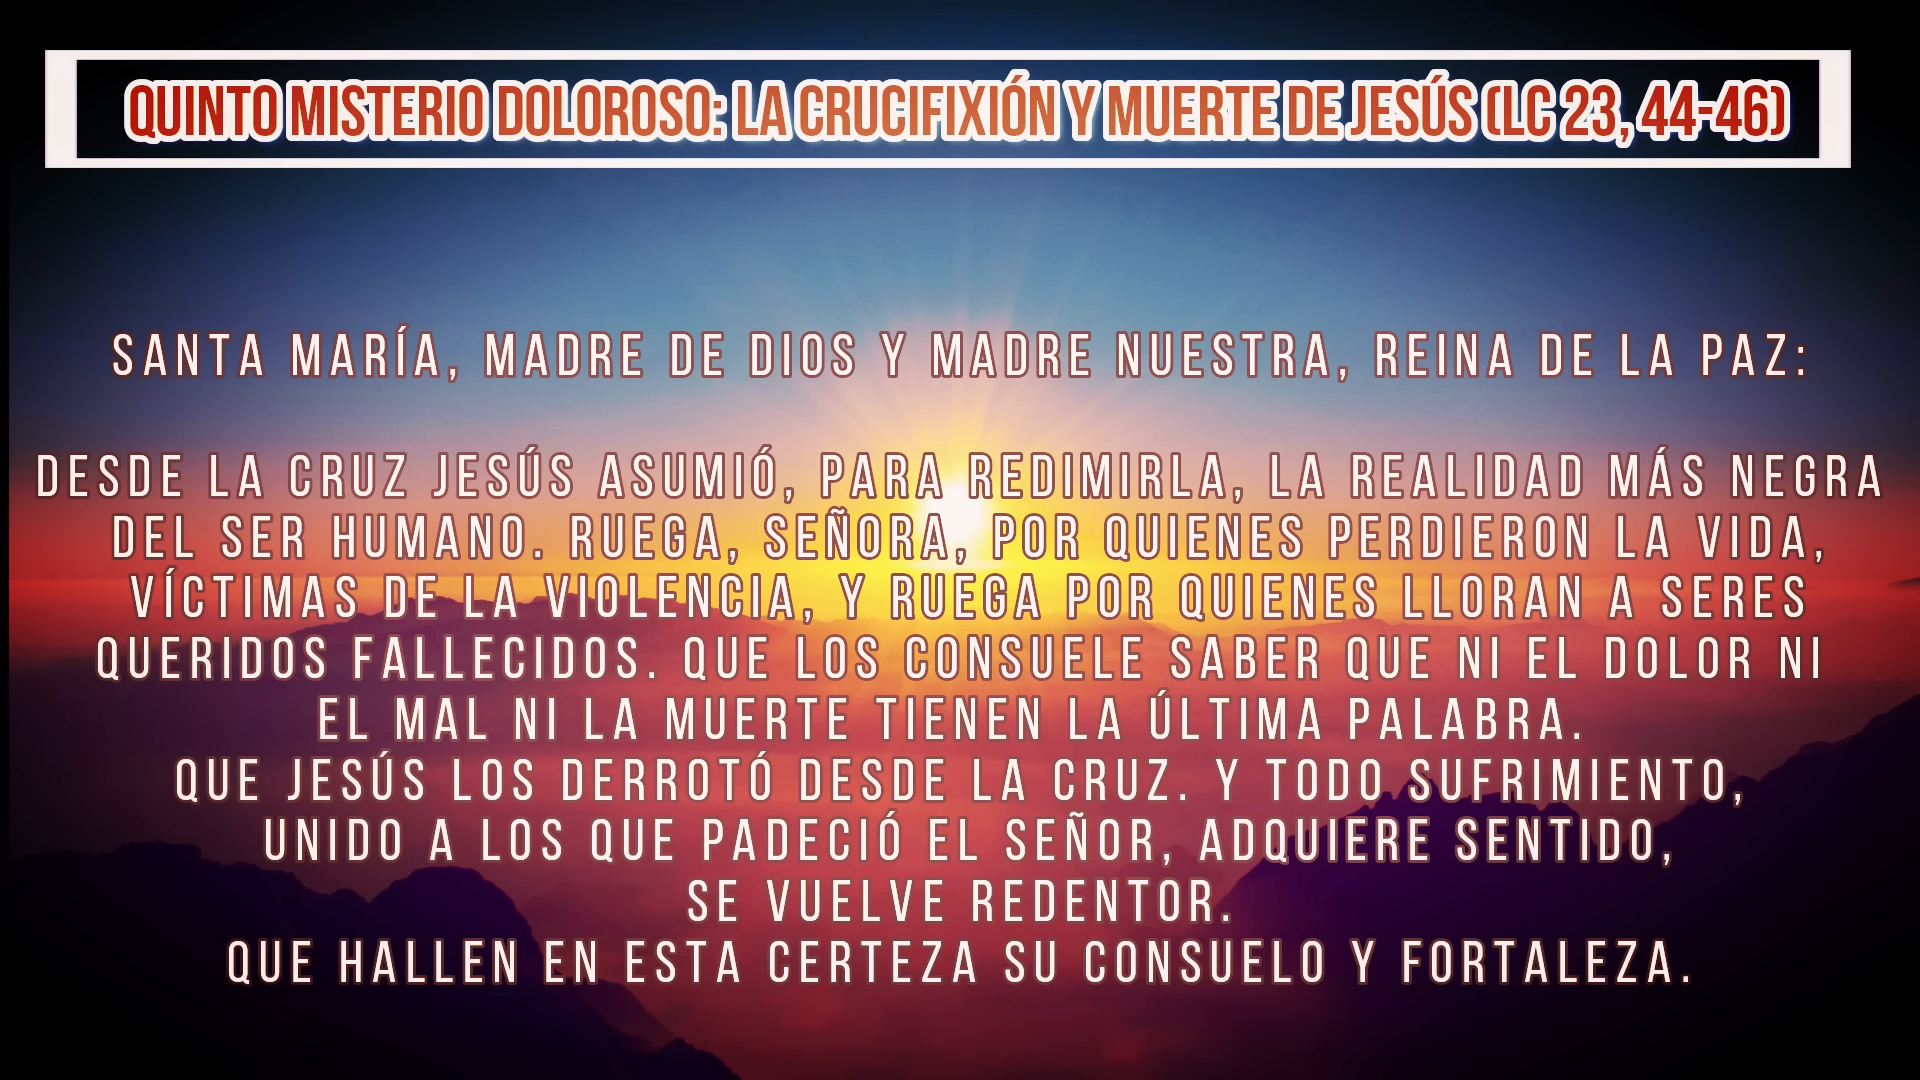 QUINTO MISTERIO DOLOROSO: LA CRUCIFIXIÓN Y MUERTE DE JESÚS (LC 23, 44-46)
SANTA MARÍA, MADRE DE DIOS Y MADRE NUESTRA, REINA DE LA PAZ:
DESDE LA CRUZ JESÚS ASUMIÓ, PARA REDIMIRLA, LA REALIDAD MÁS NEGRA
DEL SER HUMANO. RUEGA, SEÑORA, POR QUIENES PERDIERON LA VIDA,
VÍCTIMAS DE LA VIOLENCIA, Y RUEGA POR QUIENES LLORAN A SERES
QUERIDOS FALLECIDOS. QUE LOS CONSUELE SABER QUE NI EL DOLOR NI
EL MAL NI LA MUERTE TIENEN LA ÚLTIMA PALABRA.
QUE JESÚS LOS DERROTÓ DESDE LA CRUZ. Y TODO SUFRIMIENTO,
UNIDO A LOS QUE PADECIÓ EL SEÑOR, ADQUIERE SENTIDO,
SE VUELVE REDENTOR.
QUE HALLEN EN ESTA CERTEZA SU CONSUELO Y FORTALEZA.